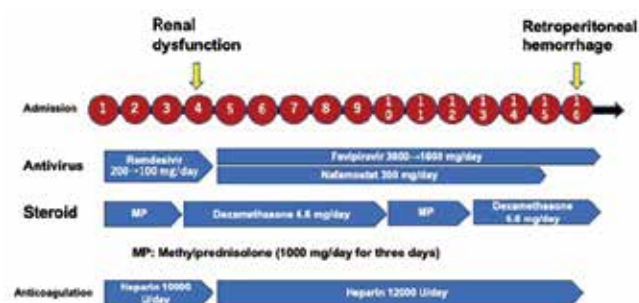 Renal
dysfunction
Retroperitoneal
hemorrhage
Admission
1 2 3 4 5 6 7 8 9 10 11 12 13 14 15 16
Antivirus
Remdesivir
200→100 mg/day
Favipiravir 3600→1600 mg/day
Nafamostat 300 mg/day
Steroid
MP
Dexamethasone 6.6 mg/day
MP
Dexamethasone
6.6 mg/day
MP: Methylprednisolone (1000 mg/day for three days)
Anticoagulation
Heparin 10000
U/day
Heparin 12000 U/day